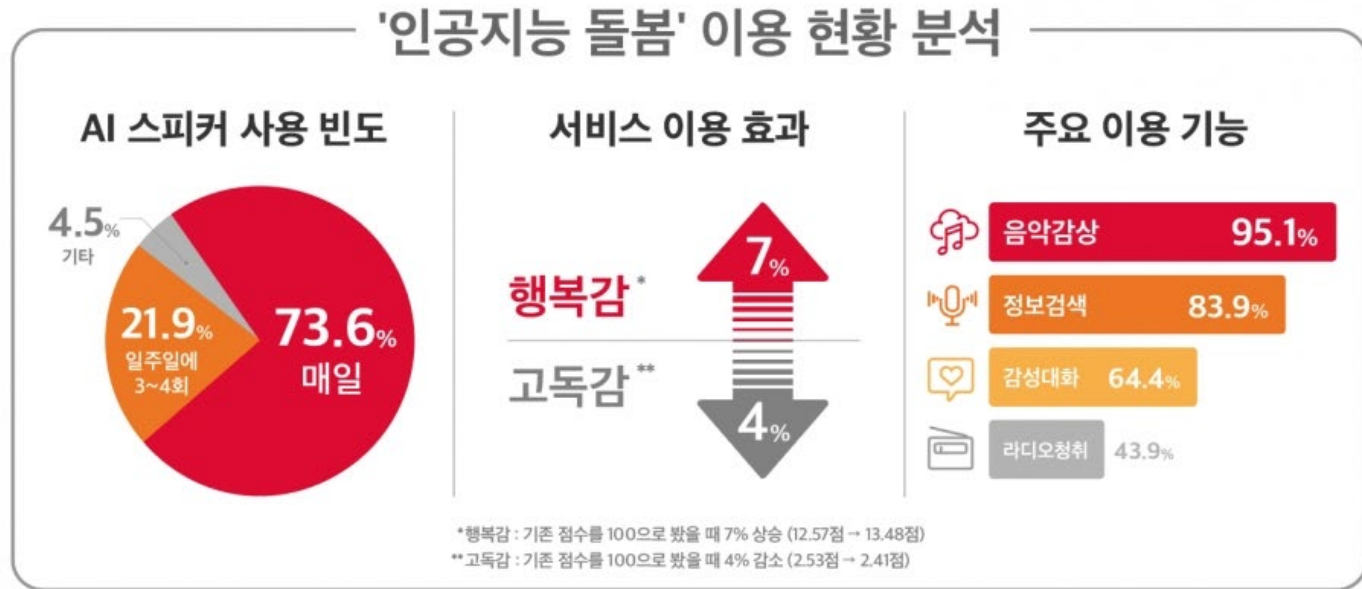 '인공지능 돌봄' 이용 현황 분석
AI 스피커 사용 빈도
4.5%
기타
21.9%
일주일에
3~4회
73.6%
매일
서비스 이용 효과
7%
행복감 *
고독감 **
4%
주요 이용 기능
음악감상 95.1%
정보검색 83.9%
감성대화 64.4%
라디오청취 43.9%
*행복감 : 기존 점수를 100으로 봤을 때 7% 상승 (12.57점 → 13.48점)
**고독감 : 기존 점수를 100으로 봤을 때 4% 감소 (2.53점 → 2.41점)